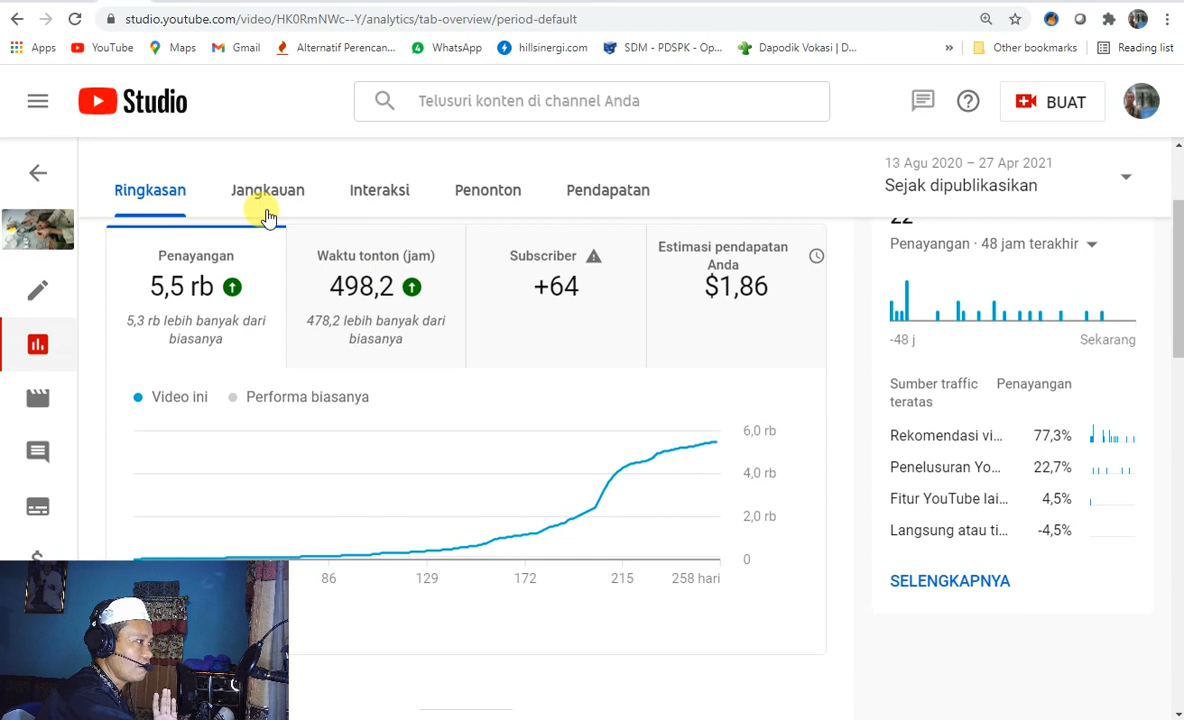 studio.youtube.com/video/HK0RmNWc--Y/analytics/tab-overview/period-default
Apps
YouTube
Maps
Gmail
Alternatif Perencan...
WhatsApp
hillsinergi.com
SDM - PDSPK - Op...
Dapodik Vokasi | D...
»
Other bookmarks
Reading list
Studio
Telusuri konten di channel Anda
BUAT
Ringkasan
Jangkauan
Interaksi
Penonton
Pendapatan
13 Agu 2020 – 27 Apr 2021
Sejak dipublikasikan
Penayangan
5,5 rb
5,3 rb lebih banyak dari
biasanya
Waktu tonton (jam)
498,2
478,2 lebih banyak dari
biasanya
Subscriber
+64
Estimasi pendapatan
Anda
$1,86
Video ini
Performa biasanya
6,0 rb
4,0 rb
2,0 rb
0
86
129
172
215
258 hari
22
Penayangan · 48 jam terakhir
-48 j
Sekarang
Sumber traffic
teratas
Penayangan
Rekomendasi vi... 77,3%
Penelusuran Yo... 22,7%
Fitur YouTube lai... 4,5%
Langsung atau ti... -4,5%
SELENGKAPNYA